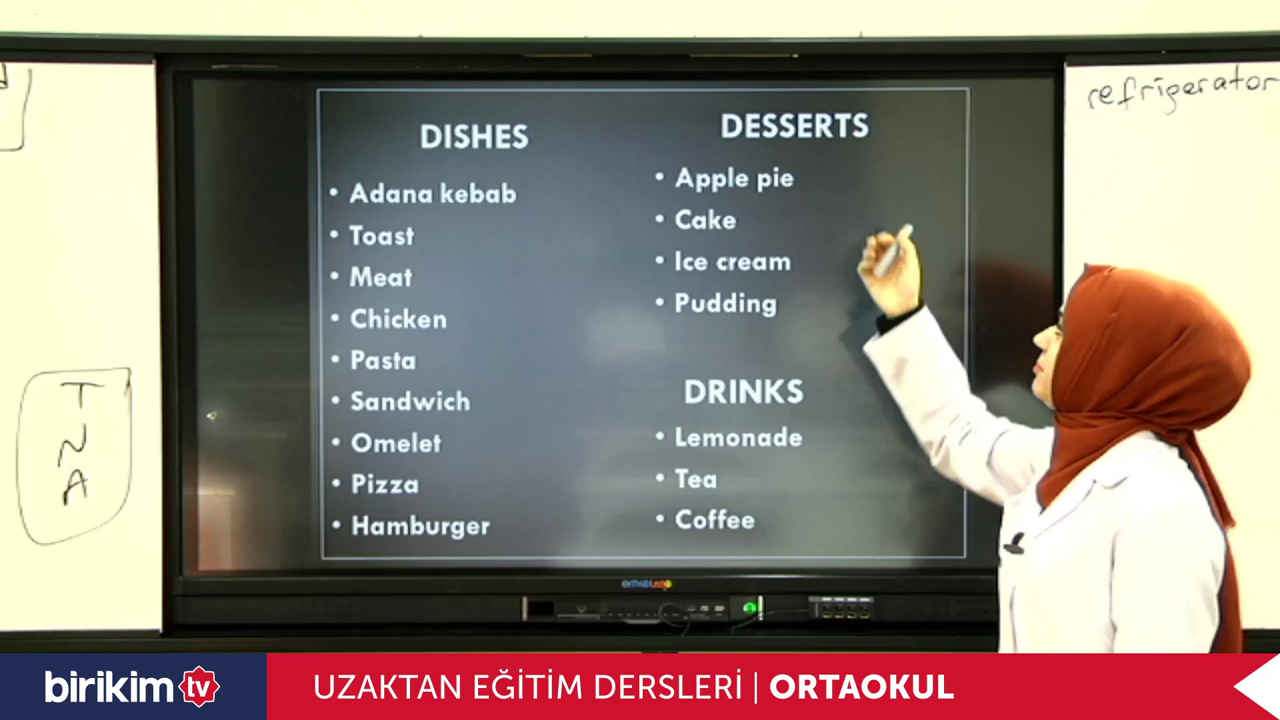 refrigerator
T
N
A
DISHES
• Adana kebab
• Toast
• Meat
• Chicken
• Pasta
• Sandwich
• Omelet
• Pizza
• Hamburger
DESSERTS
• Apple pie
• Cake
• Ice cream
• Pudding
DRINKS
• Lemonade
• Tea
• Coffee
birikim tv
UZAKTAN EĞİTİM DERSLERİ | ORTAOKUL